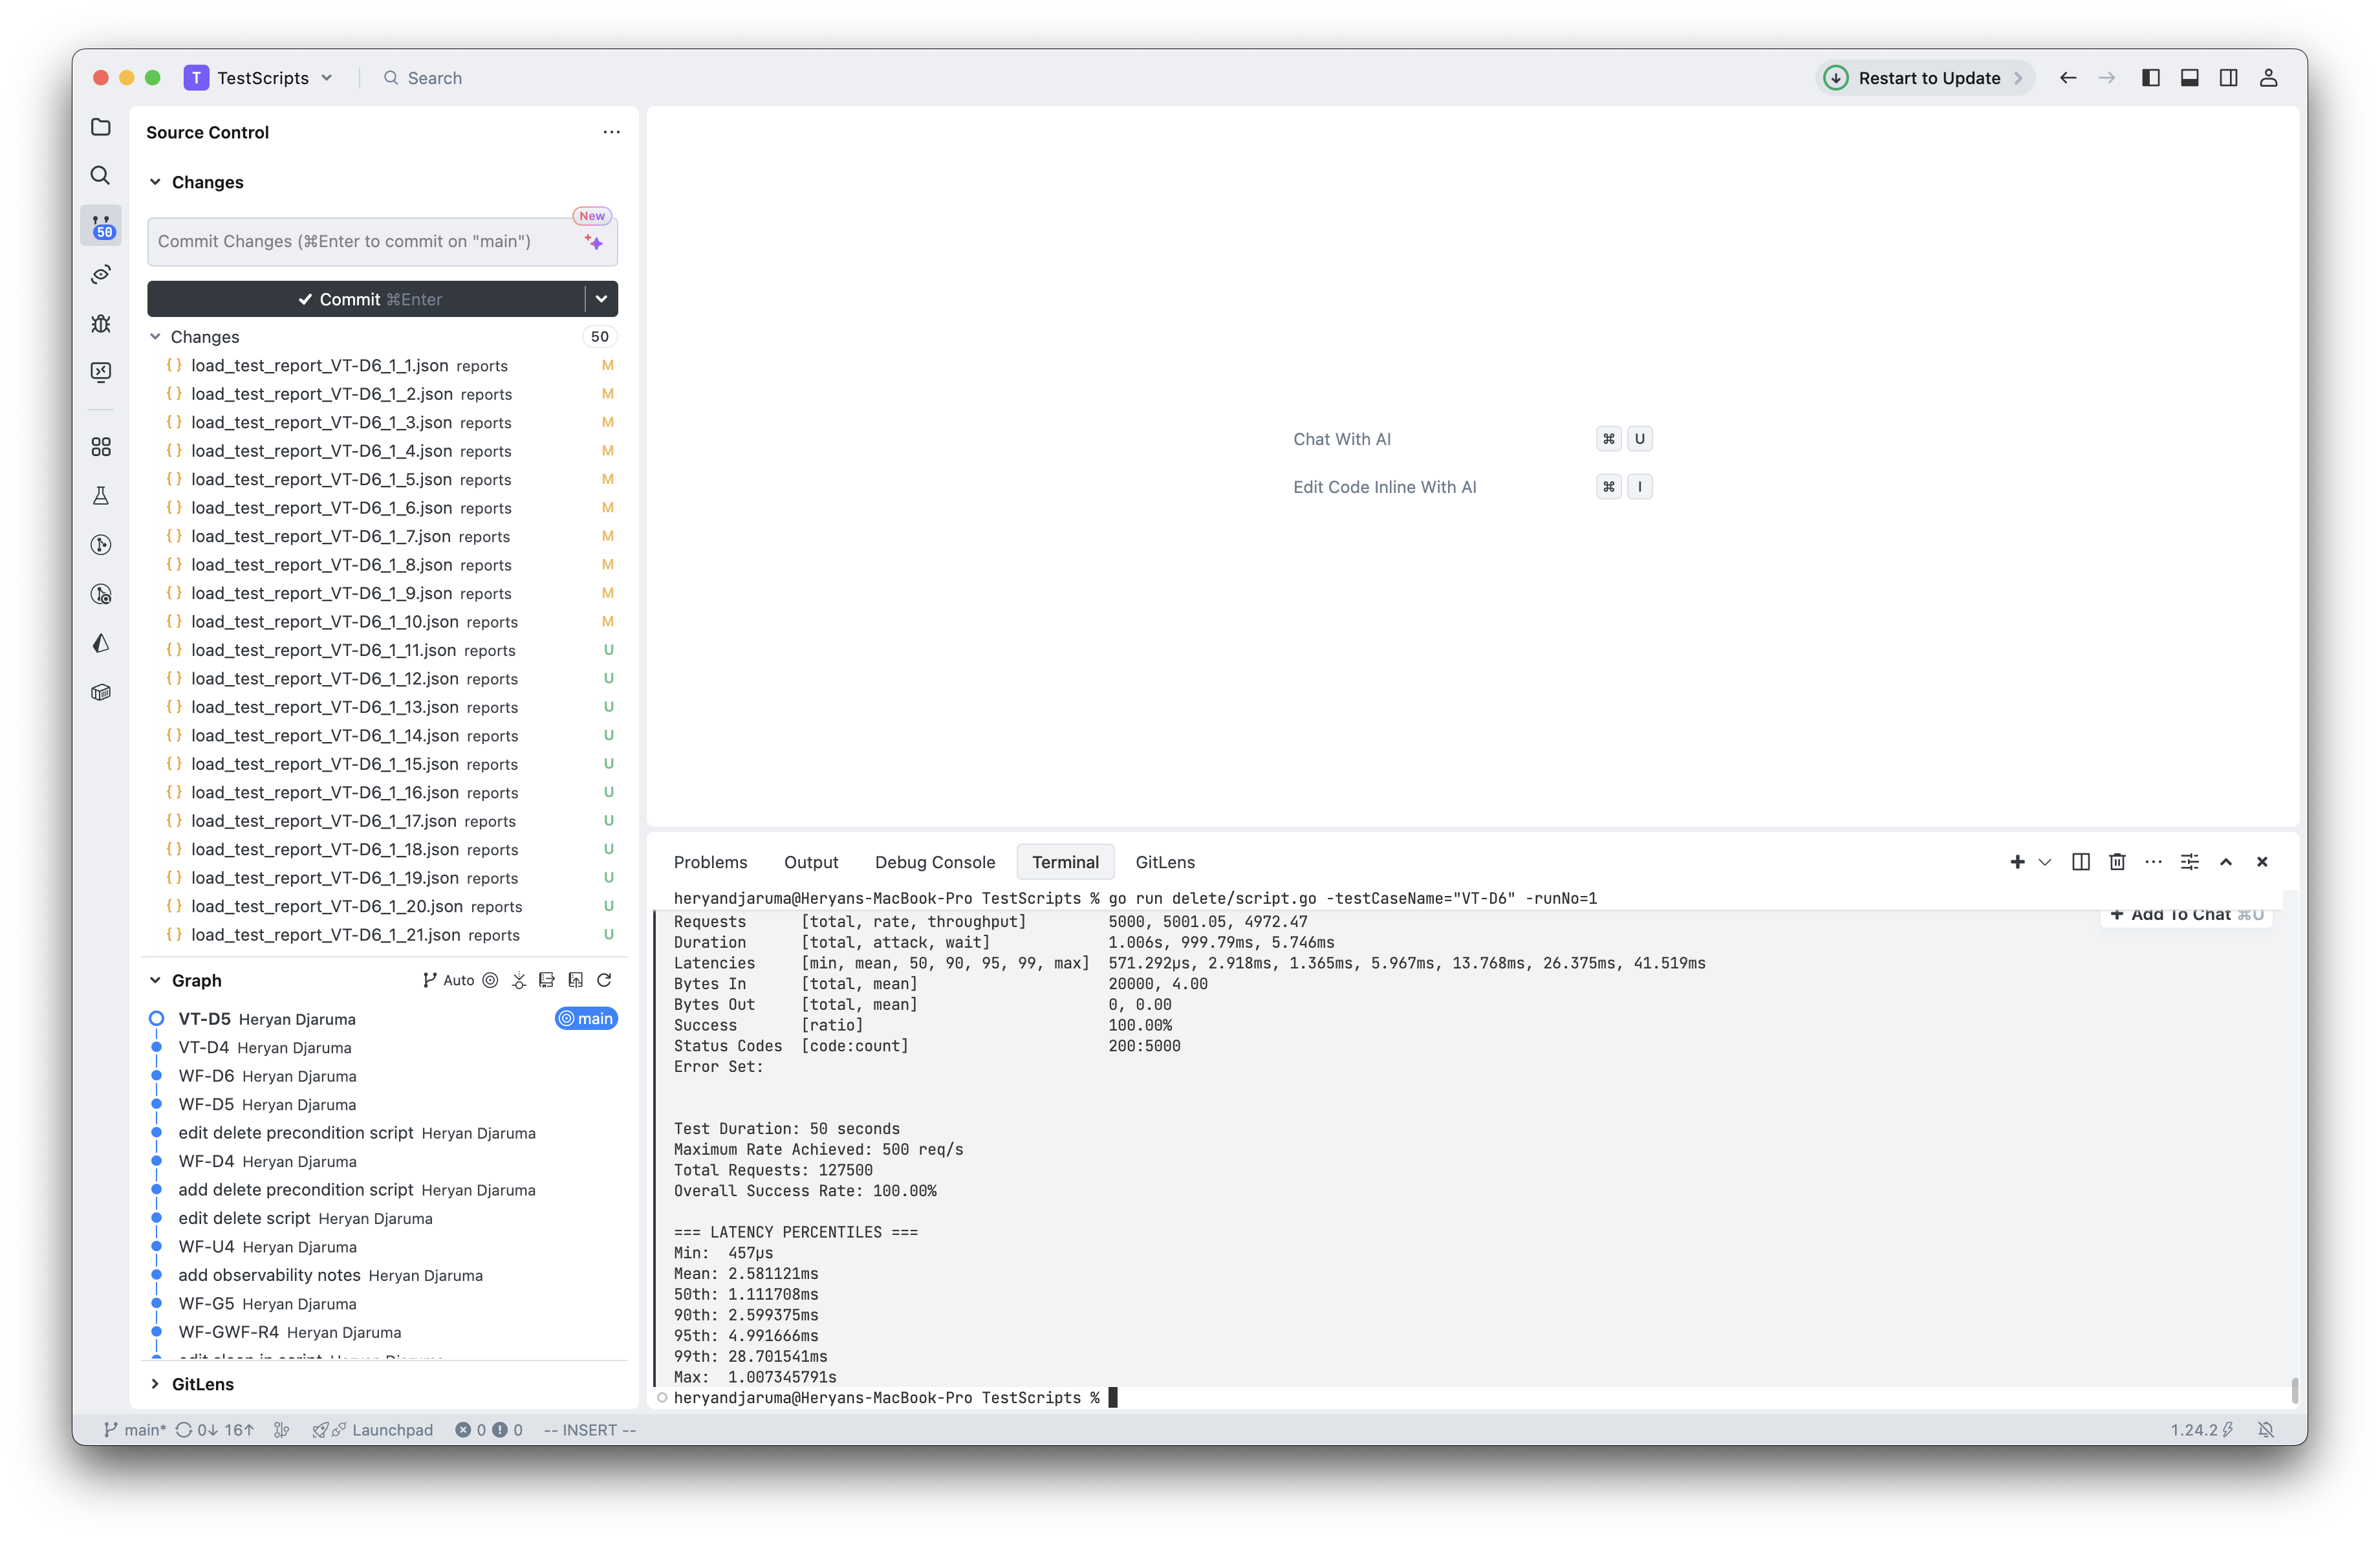 T TestScripts
Search
Restart to Update
Source Control
Changes
New
Commit Changes (⌘Enter to commit on "main")
Commit ⌘Enter
50
Changes 50
{} load_test_report_VT-D6_1_1.json reports M
{} load_test_report_VT-D6_1_2.json reports M
{} load_test_report_VT-D6_1_3.json reports M
{} load_test_report_VT-D6_1_4.json reports M
{} load_test_report_VT-D6_1_5.json reports M
{} load_test_report_VT-D6_1_6.json reports M
{} load_test_report_VT-D6_1_7.json reports M
{} load_test_report_VT-D6_1_8.json reports M
{} load_test_report_VT-D6_1_9.json reports M
{} load_test_report_VT-D6_1_10.json reports M
{} load_test_report_VT-D6_1_11.json reports U
{} load_test_report_VT-D6_1_12.json reports U
{} load_test_report_VT-D6_1_13.json reports U
{} load_test_report_VT-D6_1_14.json reports U
{} load_test_report_VT-D6_1_15.json reports U
{} load_test_report_VT-D6_1_16.json reports U
{} load_test_report_VT-D6_1_17.json reports U
{} load_test_report_VT-D6_1_18.json reports U
{} load_test_report_VT-D6_1_19.json reports U
{} load_test_report_VT-D6_1_20.json reports U
{} load_test_report_VT-D6_1_21.json reports U
Graph Auto
VT-D5 Heryan Djaruma main
VT-D4 Heryan Djaruma
WF-D6 Heryan Djaruma
WF-D5 Heryan Djaruma
edit delete precondition script Heryan Djaruma
WF-D4 Heryan Djaruma
add delete precondition script Heryan Djaruma
edit delete script Heryan Djaruma
WF-U4 Heryan Djaruma
add observability notes Heryan Djaruma
WF-G5 Heryan Djaruma
WF-GWF-R4 Heryan Djaruma
GitLens
Chat With AI ⌘ U
Edit Code Inline With AI ⌘ I
Problems Output Debug Console Terminal GitLens
heryandjaruma@Heryans-MacBook-Pro TestScripts % go run delete/script.go -testCaseName="VT-D6" -runNo=1
+ Add To Chat ⌘U
Requests [total, rate, throughput] 5000, 5001.05, 4972.47
Duration [total, attack, wait] 1.006s, 999.79ms, 5.746ms
Latencies [min, mean, 50, 90, 95, 99, max] 571.292µs, 2.918ms, 1.365ms, 5.967ms, 13.768ms, 26.375ms, 41.519ms
Bytes In [total, mean] 20000, 4.00
Bytes Out [total, mean] 0, 0.00
Success [ratio] 100.00%
Status Codes [code:count] 200:5000
Error Set:
Test Duration: 50 seconds
Maximum Rate Achieved: 500 req/s
Total Requests: 127500
Overall Success Rate: 100.00%
=== LATENCY PERCENTILES ===
Min: 457µs
Mean: 2.581121ms
50th: 1.111708ms
90th: 2.599375ms
95th: 4.991666ms
99th: 28.701541ms
Max: 1.007345791s
heryandjaruma@Heryans-MacBook-Pro TestScripts %
main* 0↓ 16↑ Launchpad 0 0 -- INSERT -- 1.24.2